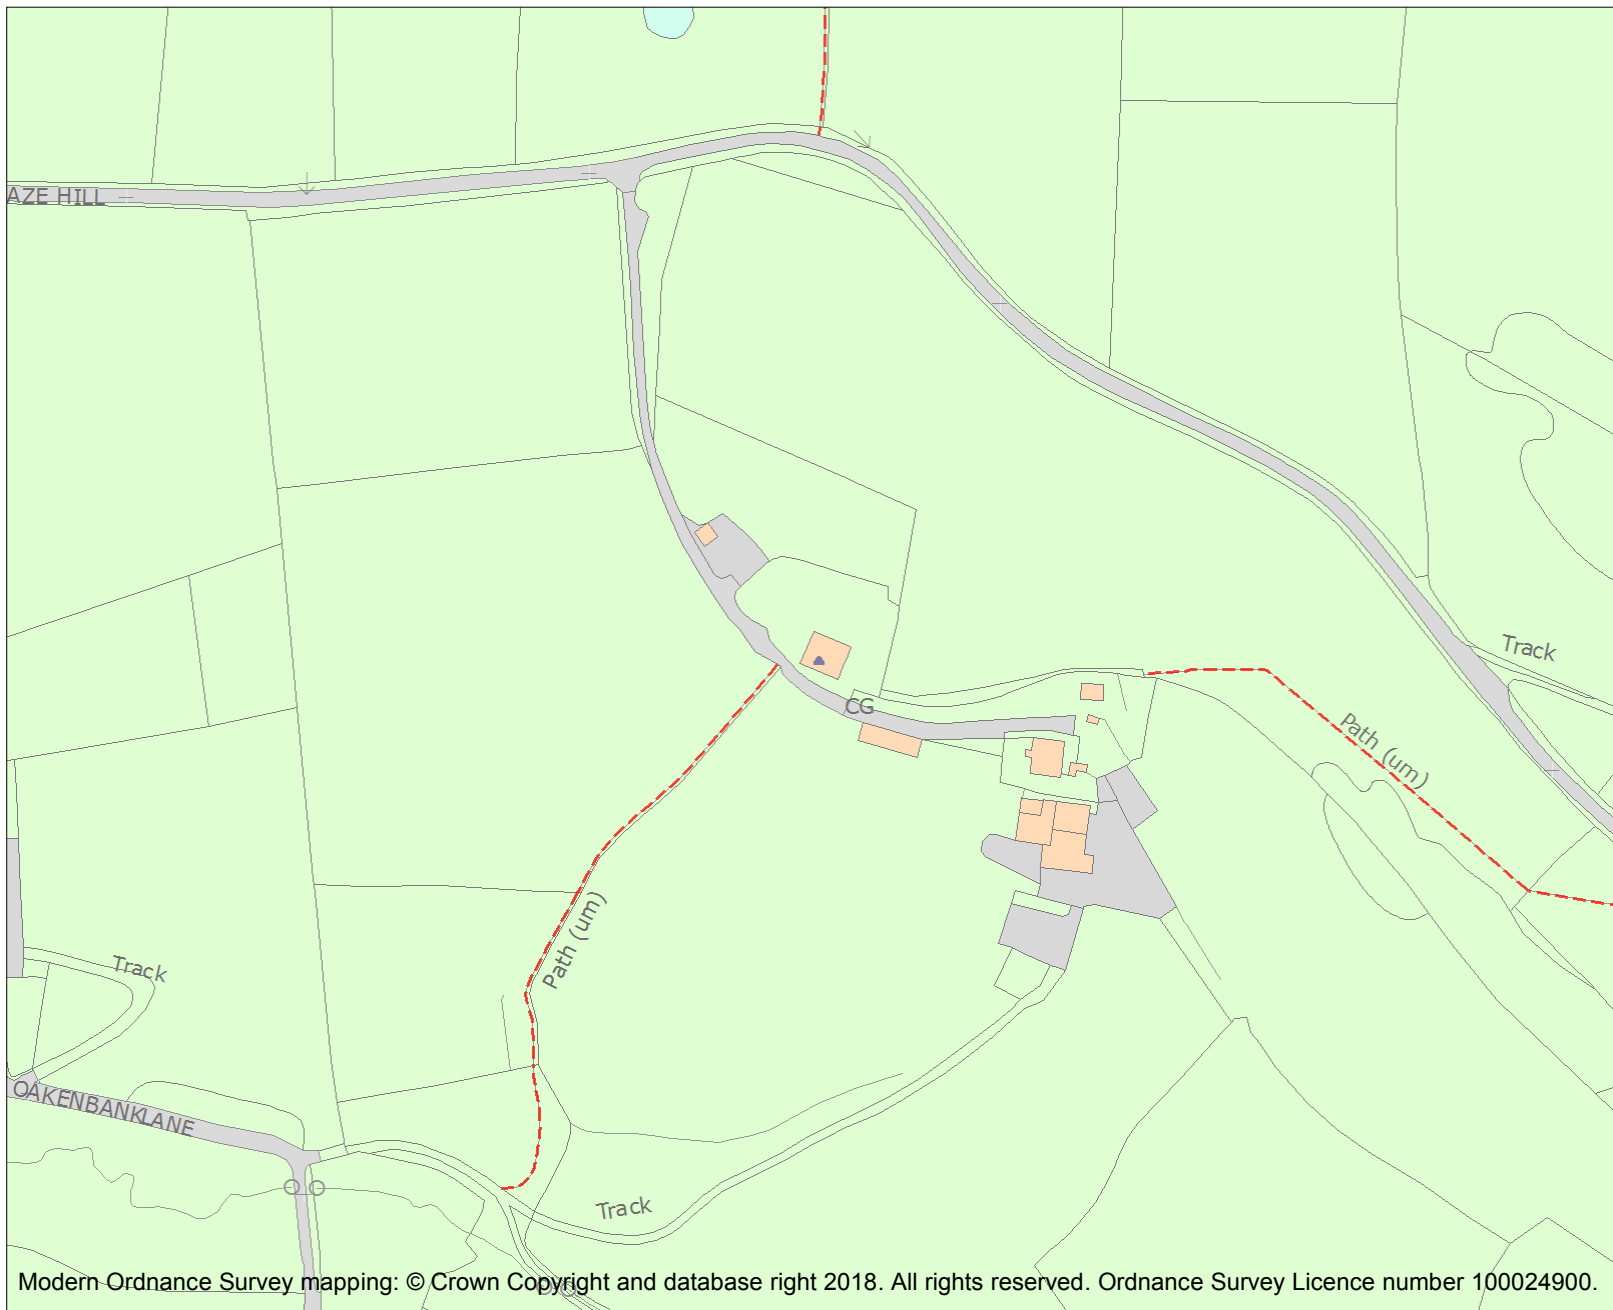 AZE HILL
Track
CG
Path (um)
Path (um)
Track
OAKENBANKLANE
Track
Modern Ordnance Survey mapping: © Crown Copyright and database right 2018. All rights reserved. Ordnance Survey Licence number 100024900.